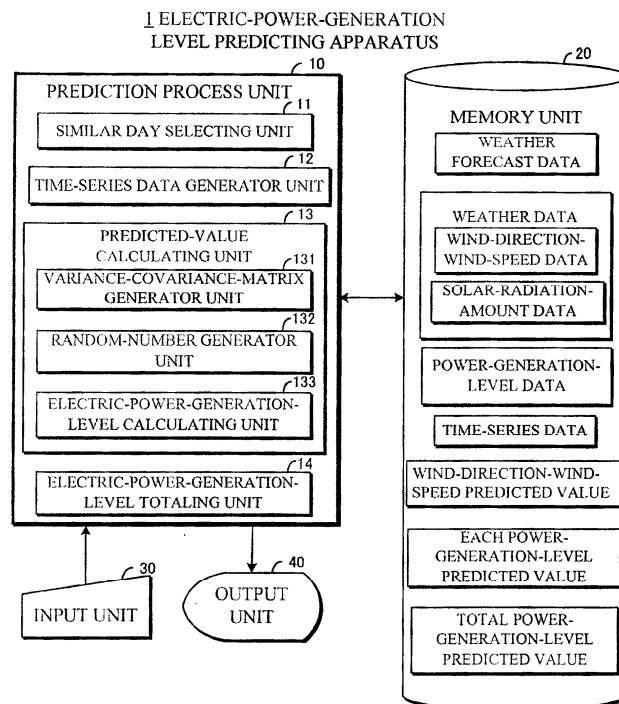 1 ELECTRIC-POWER-GENERATION
LEVEL PREDICTING APPARATUS
10
PREDICTION PROCESS UNIT
11
SIMILAR DAY SELECTING UNIT
12
TIME-SERIES DATA GENERATOR UNIT
13
PREDICTED-VALUE
CALCULATING UNIT
131
VARIANCE-COVARIANCE-MATRIX
GENERATOR UNIT
132
RANDOM-NUMBER GENERATOR
UNIT
133
ELECTRIC-POWER-GENERATION-
LEVEL CALCULATING UNIT
14
ELECTRIC-POWER-GENERATION-
LEVEL TOTALING UNIT
30
INPUT UNIT
40
OUTPUT
UNIT
20
MEMORY UNIT
WEATHER
FORECAST DATA
WEATHER DATA
WIND-DIRECTION-
WIND-SPEED DATA
SOLAR-RADIATION-
AMOUNT DATA
POWER-GENERATION-
LEVEL DATA
TIME-SERIES DATA
WIND-DIRECTION-WIND-
SPEED PREDICTED VALUE
EACH POWER-
GENERATION-LEVEL
PREDICTED VALUE
TOTAL POWER-
GENERATION-LEVEL
PREDICTED VALUE